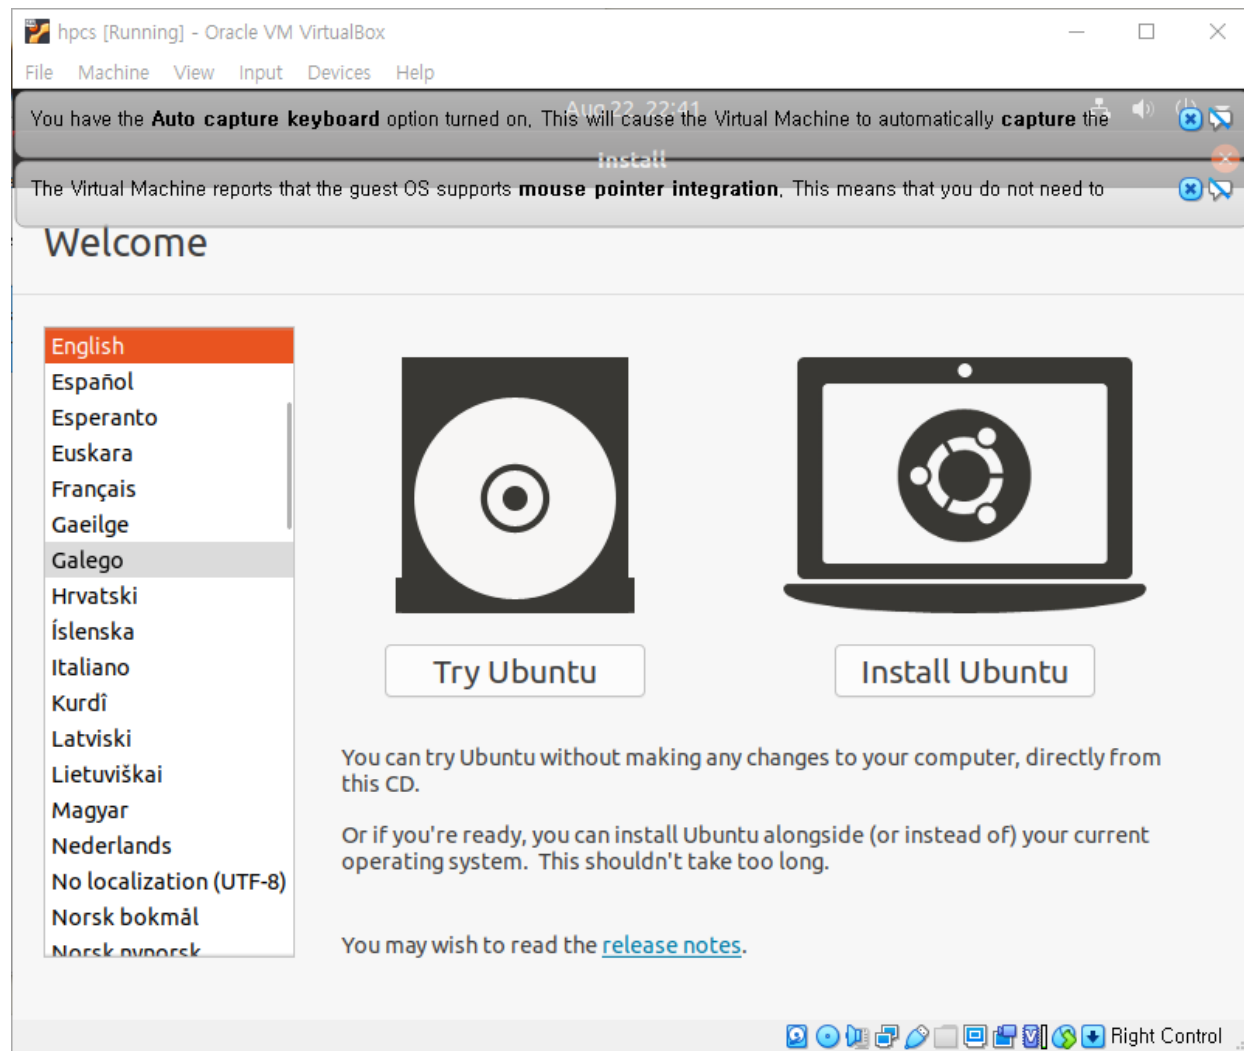 hpcs [Running] - Oracle VM VirtualBox
File Machine View Input Devices Help
Aug 22 22:41
You have the Auto capture keyboard option turned on. This will cause the Virtual Machine to automatically capture the
Install
The Virtual Machine reports that the guest OS supports mouse pointer integration. This means that you do not need to
Welcome
English
Español
Esperanto
Euskara
Français
Gaeilge
Galego
Hrvatski
Íslenska
Italiano
Kurdî
Latviski
Lietuviškai
Magyar
Nederlands
No localization (UTF-8)
Norsk bokmål
Norsk nynorsk
Try Ubuntu
Install Ubuntu
You can try Ubuntu without making any changes to your computer, directly from
this CD.
Or if you're ready, you can install Ubuntu alongside (or instead of) your current
operating system. This shouldn't take too long.
You may wish to read the release notes.
Right Control